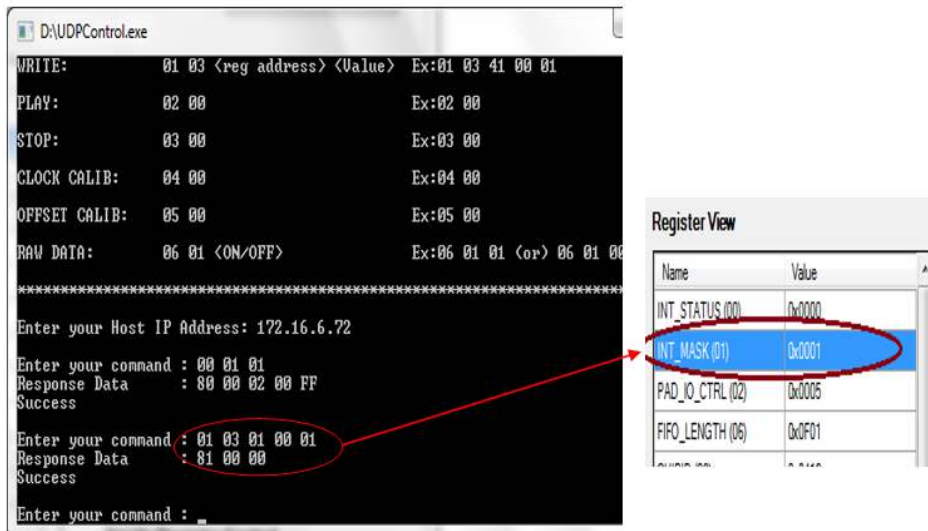 D:\UDPControl.exe
WRITE: 01 03 <reg address> <Value> Ex:01 03 41 00 01
PLAY: 02 00 Ex:02 00
STOP: 03 00 Ex:03 00
CLOCK CALIB: 04 00 Ex:04 00
OFFSET CALIB: 05 00 Ex:05 00
RAW DATA: 06 01 <ON/OFF> Ex:06 01 01 (or) 06 01 00
************************************************************************
Enter your Host IP Address: 172.16.6.72
Enter your command : 00 01 01
Response Data : 80 00 02 00 FF
Success
Enter your command : 01 03 01 00 01
Response Data : 81 00 00
Success
Enter your command : _
Register View
Name Value
INT_STATUS (00) 0x0000
INT_MASK (01) 0x0001
PAD_IO_CTRL (02) 0x0005
FIFO_LENGTH (06) 0x0F01